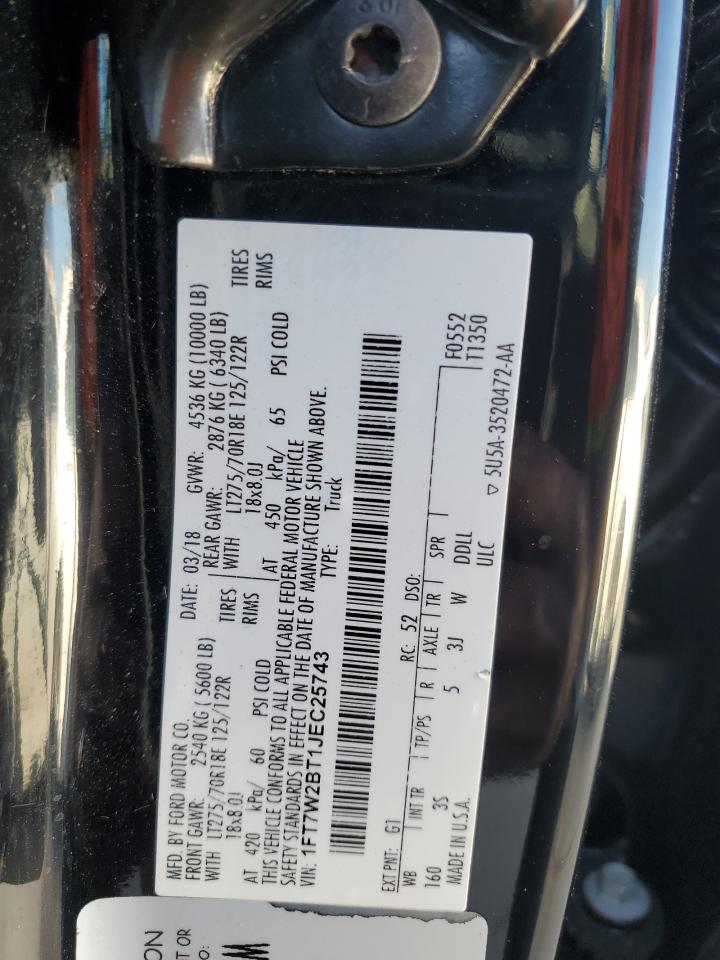 10.9
MFD. BY FORD MOTOR CO.
DATE: 03/18 GVWR: 4536 KG (10000 LB)
FRONT GAWR: 2540 KG ( 5600 LB)
REAR GAWR: 2876 KG ( 6340 LB)
WITH LT275/70R18E 125/122R TIRES
WITH LT275/70R18E 125/122R TIRES
18x8.0J RIMS
18x8.0J RIMS
AT 420 kPa/ 60 PSI COLD
AT 450 kPa/ 65 PSI COLD
THIS VEHICLE CONFORMS TO ALL APPLICABLE FEDERAL MOTOR VEHICLE
SAFETY STANDARDS IN EFFECT ON THE DATE OF MANUFACTURE SHOWN ABOVE.
VIN: 1FT7W2BT1JEC25743 TYPE: Truck
EXT PNT: G1 RC: 52 DSO: F0552
WB INT TR TP/PS R AXLE TR SPR T1350
160 3S 5 3J W DDLL
MADE IN U.S.A. ULC
▽ 5U5A-3520472-AA
ION
T OR
O:
M